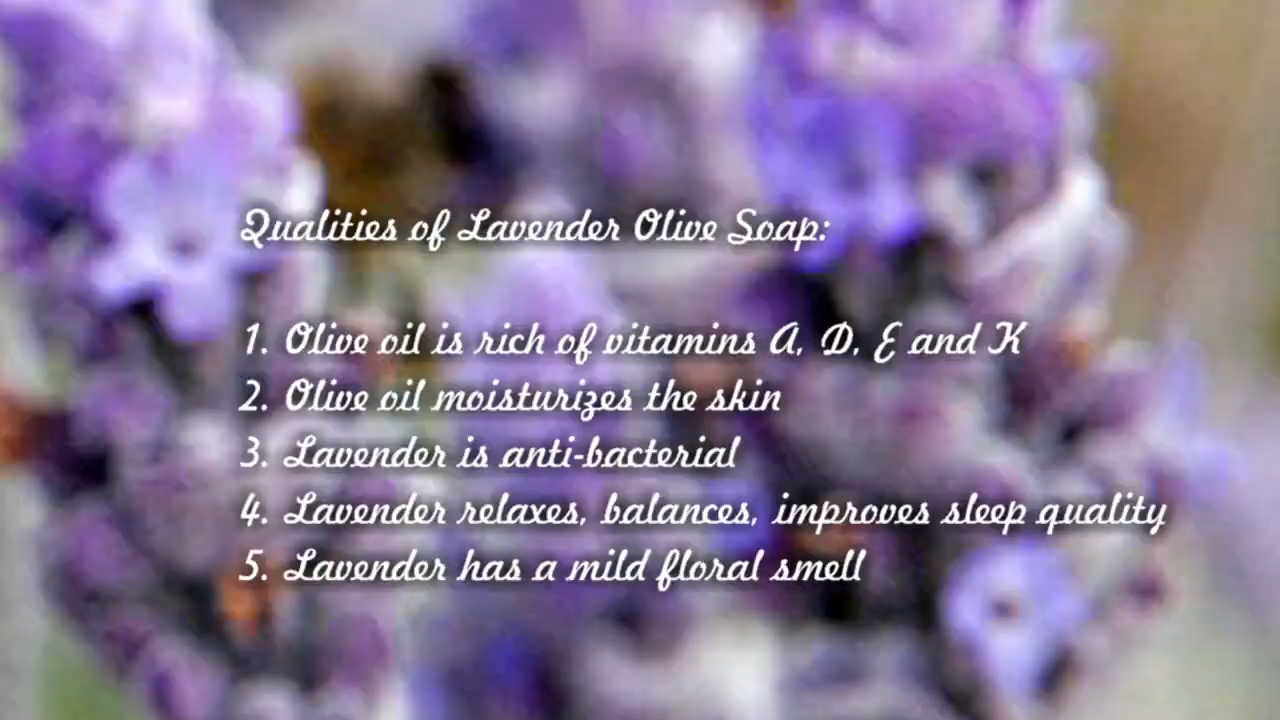 Qualities of Lavender Olive Soap:
1. Olive oil is rich of vitamins A, D, E and K
2. Olive oil moisturizes the skin
3. Lavender is anti-bacterial
4. Lavender relaxes, balances, improves sleep quality
5. Lavender has a mild floral smell